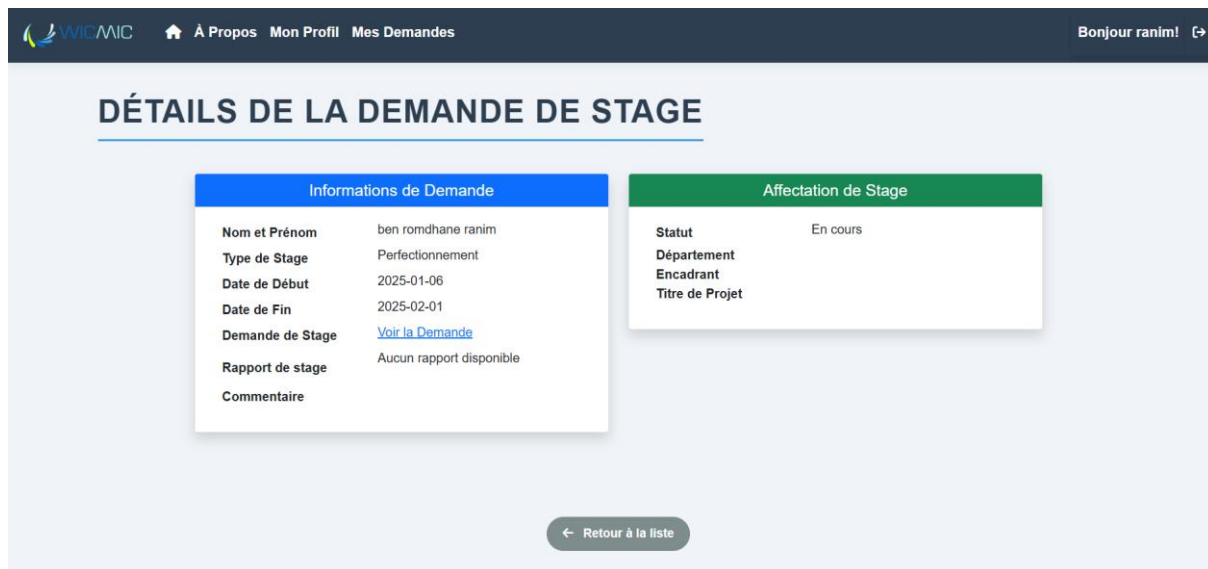 WICMIC À Propos Mon Profil Mes Demandes Bonjour ranim!
DÉTAILS DE LA DEMANDE DE STAGE
Informations de Demande
Nom et Prénom ben romdhane ranim
Type de Stage Perfectionnement
Date de Début 2025-01-06
Date de Fin 2025-02-01
Demande de Stage Voir la Demande
Rapport de stage Aucun rapport disponible
Commentaire
Affectation de Stage
Statut En cours
Département
Encadrant
Titre de Projet
← Retour à la liste